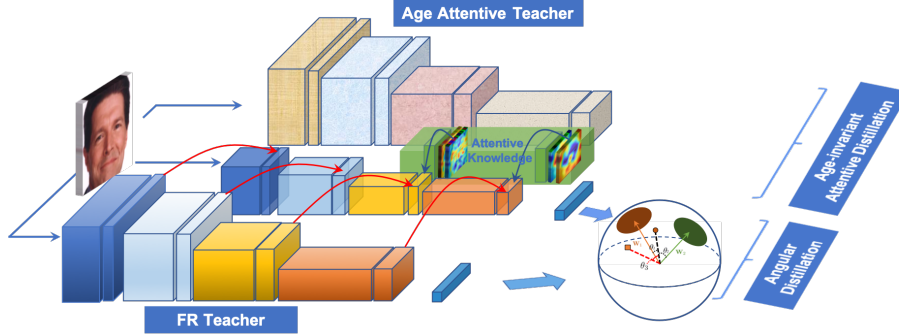 Age Attentive Teacher
Attentive
Knowledge
Age-invariant
Attentive Distillation
Angular
Distillation
FR Teacher